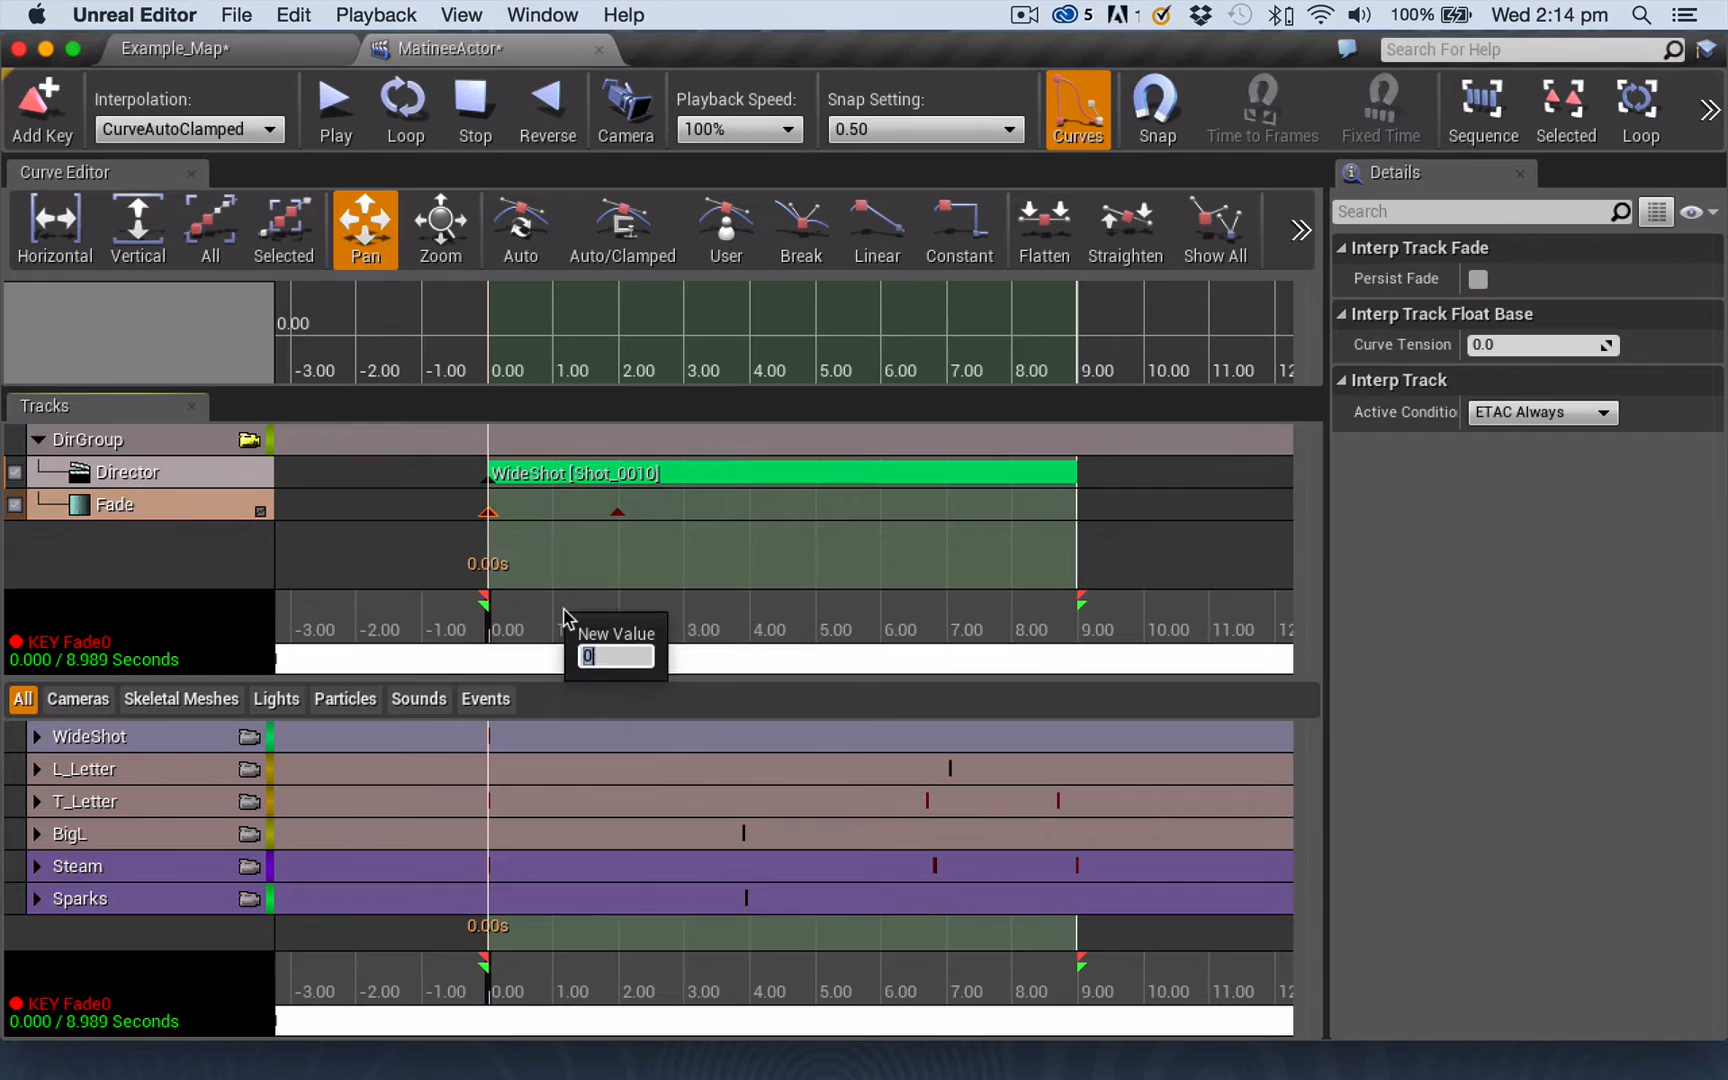 Unreal Editor File Edit Playback View Window Help 5 1 100% Wed 2:14 pm
Example_Map* MatineeActor* Search For Help
Interpolation: Playback Speed: Snap Setting:
CurveAutoClamped 100% 0.50
Add Key Play Loop Stop Reverse Camera Curves Snap Time to Frames Fixed Time Sequence Selected Loop
Curve Editor Details
Search
Horizontal Vertical All Selected Pan Zoom Auto Auto/Clamped User Break Linear Constant Flatten Straighten Show All
Interp Track Fade
Persist Fade
Interp Track Float Base
Curve Tension 0.0
Interp Track
Active Conditio ETAC Always
0.00
-3.00 -2.00 -1.00 0.00 1.00 2.00 3.00 4.00 5.00 6.00 7.00 8.00 9.00 10.00 11.00 12
Tracks
DirGroup
Director WideShot [Shot_0010]
Fade
0.00s
-3.00 -2.00 -1.00 0.00 3.00 4.00 5.00 6.00 7.00 8.00 9.00 10.00 11.00 12
New Value
0
KEY Fade0
0.000 / 8.989 Seconds
All Cameras Skeletal Meshes Lights Particles Sounds Events
WideShot
L_Letter
T_Letter
BigL
Steam
Sparks
0.00s
-3.00 -2.00 -1.00 0.00 1.00 2.00 3.00 4.00 5.00 6.00 7.00 8.00 9.00 10.00 11.00 12
KEY Fade0
0.000 / 8.989 Seconds